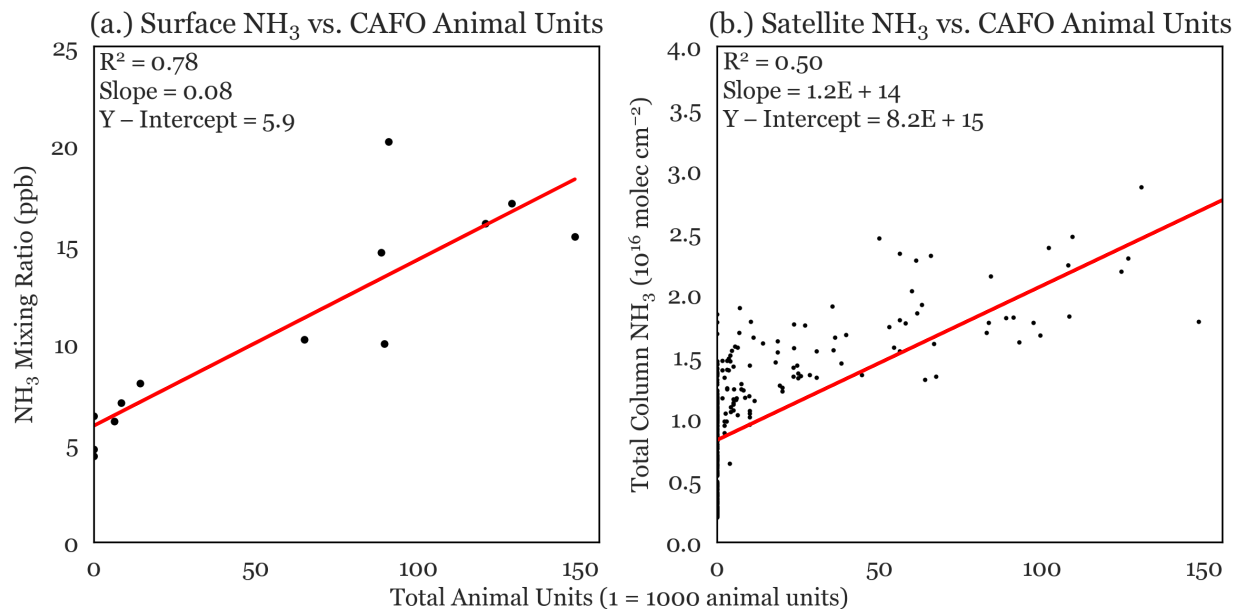 (a.) Surface NH₃ vs. CAFO Animal Units
R² = 0.78
Slope = 0.08
Y − Intercept = 5.9
NH₃ Mixing Ratio (ppb)
25
20
15
10
5
0
0
50
100
150
(b.) Satellite NH₃ vs. CAFO Animal Units
R² = 0.50
Slope = 1.2E + 14
Y − Intercept = 8.2E + 15
Total Column NH₃ (10¹⁶ molec cm⁻²)
4.0
3.5
3.0
2.5
2.0
1.5
1.0
0.5
0.0
0
50
100
150
Total Animal Units (1 = 1000 animal units)